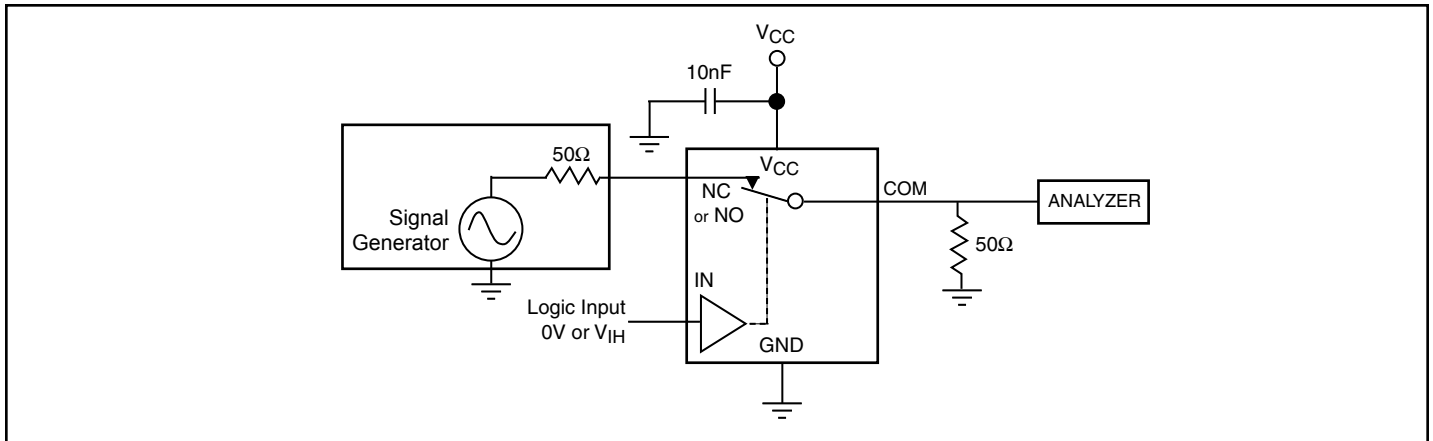 VCC
10nF
50Ω
VCC
NC
or NO
COM
ANALYZER
Signal
Generator
50Ω
IN
Logic Input
0V or VIH
GND